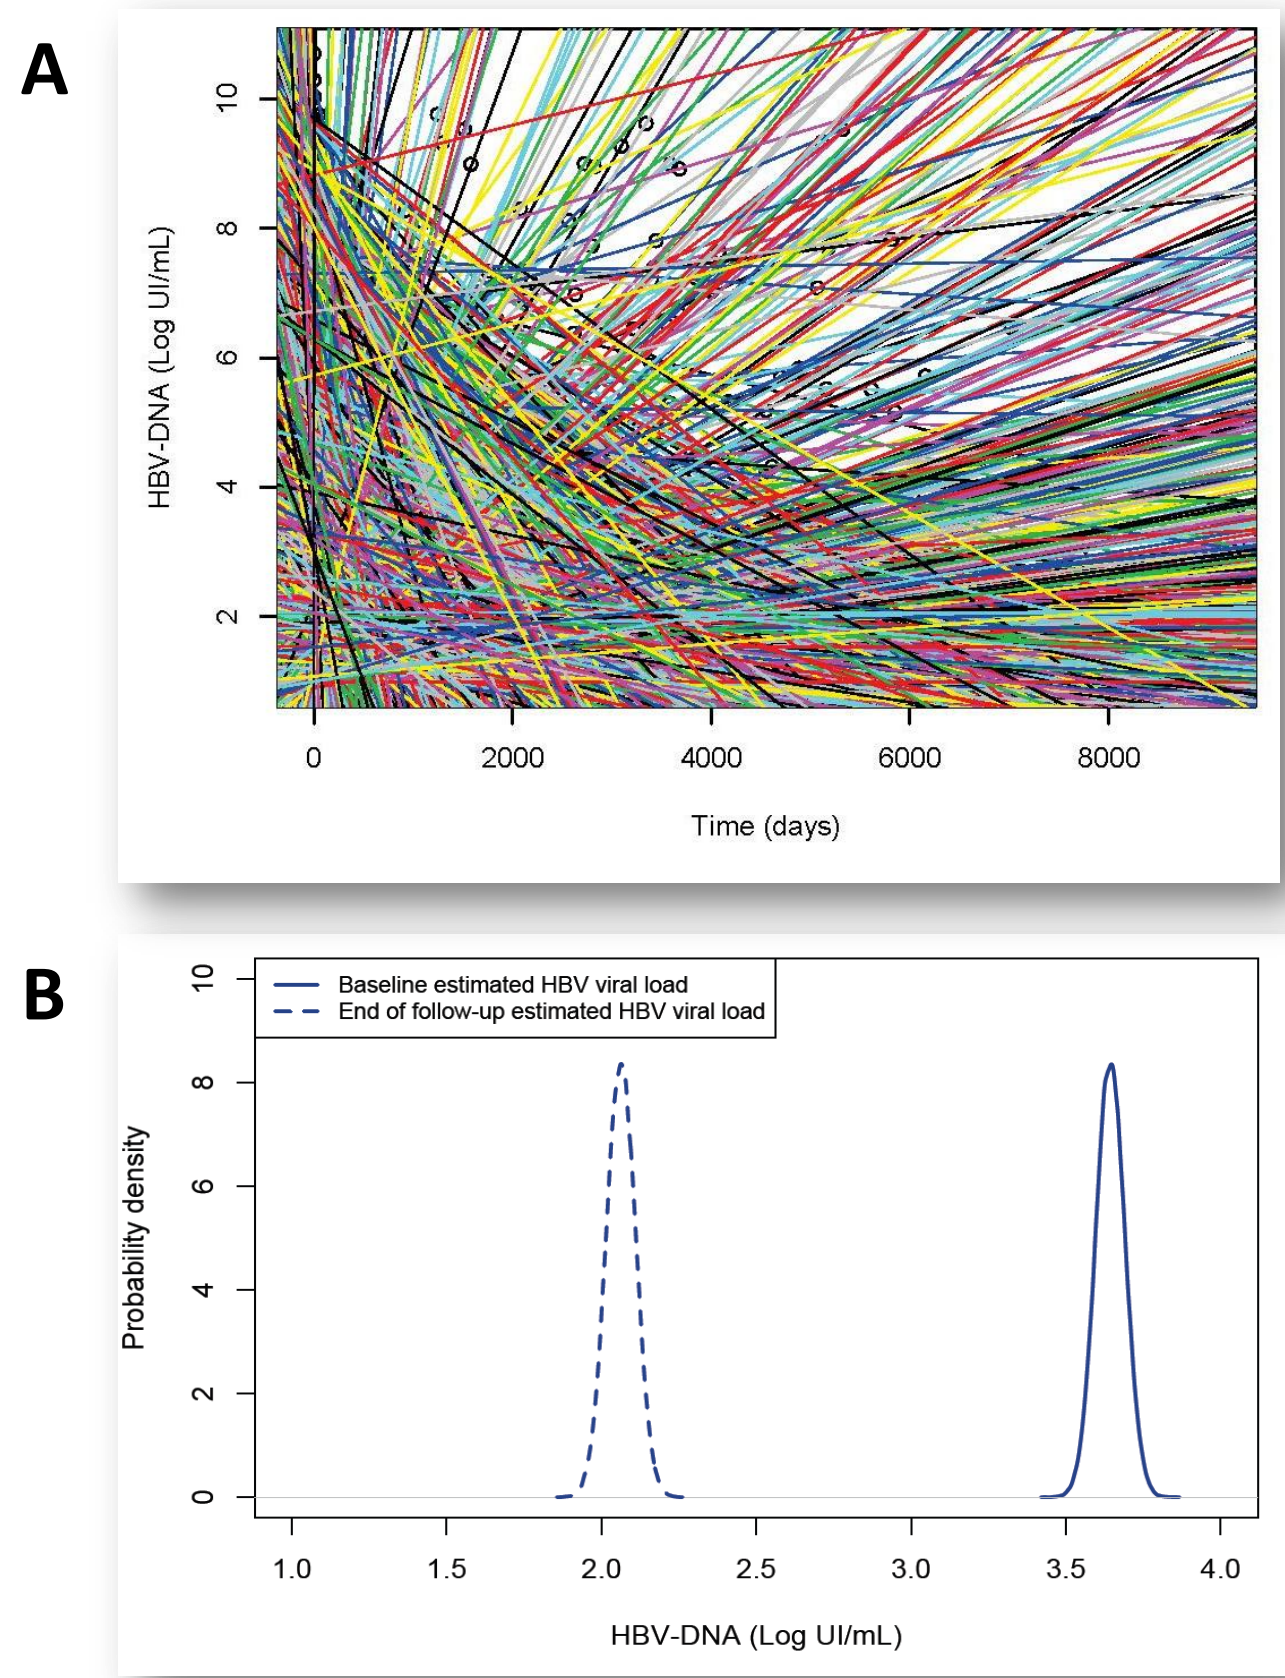 A
10
8
6
4
2
HBV-DNA (Log UI/mL)
0 2000 4000 6000 8000
Time (days)
B
Baseline estimated HBV viral load
End of follow-up estimated HBV viral load
10
8
6
4
2
0
Probability density
1.0 1.5 2.0 2.5 3.0 3.5 4.0
HBV-DNA (Log UI/mL)